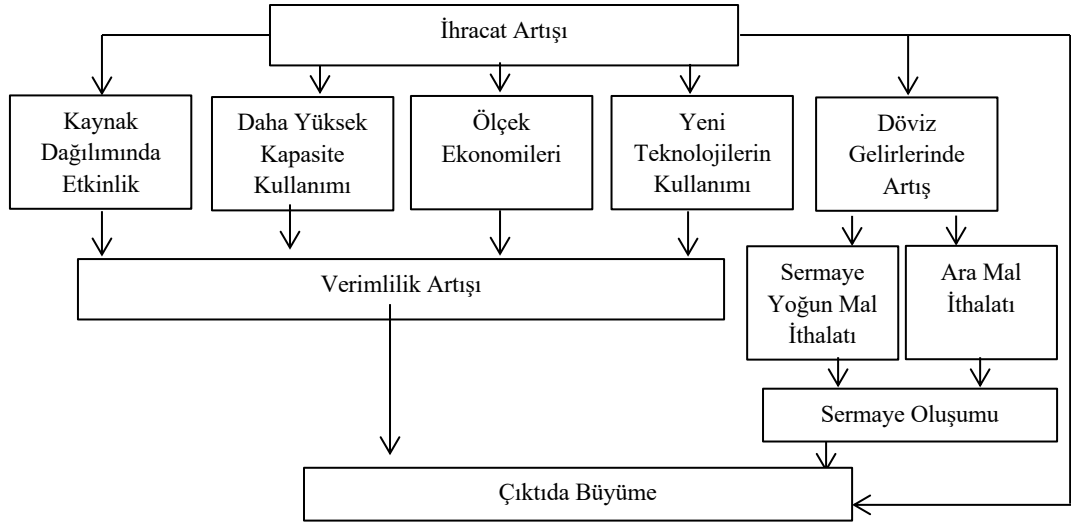 İhracat Artışı
Kaynak
Dağılımında
Etkinlik
Daha Yüksek
Kapasite
Kullanımı
Ölçek
Ekonomileri
Yeni
Teknolojilerin
Kullanımı
Döviz
Gelirlerinde
Artış
Verimlilik Artışı
Sermaye
Yoğun Mal
İthalatı
Ara Mal
İthalatı
Sermaye Oluşumu
Çıktıda Büyüme